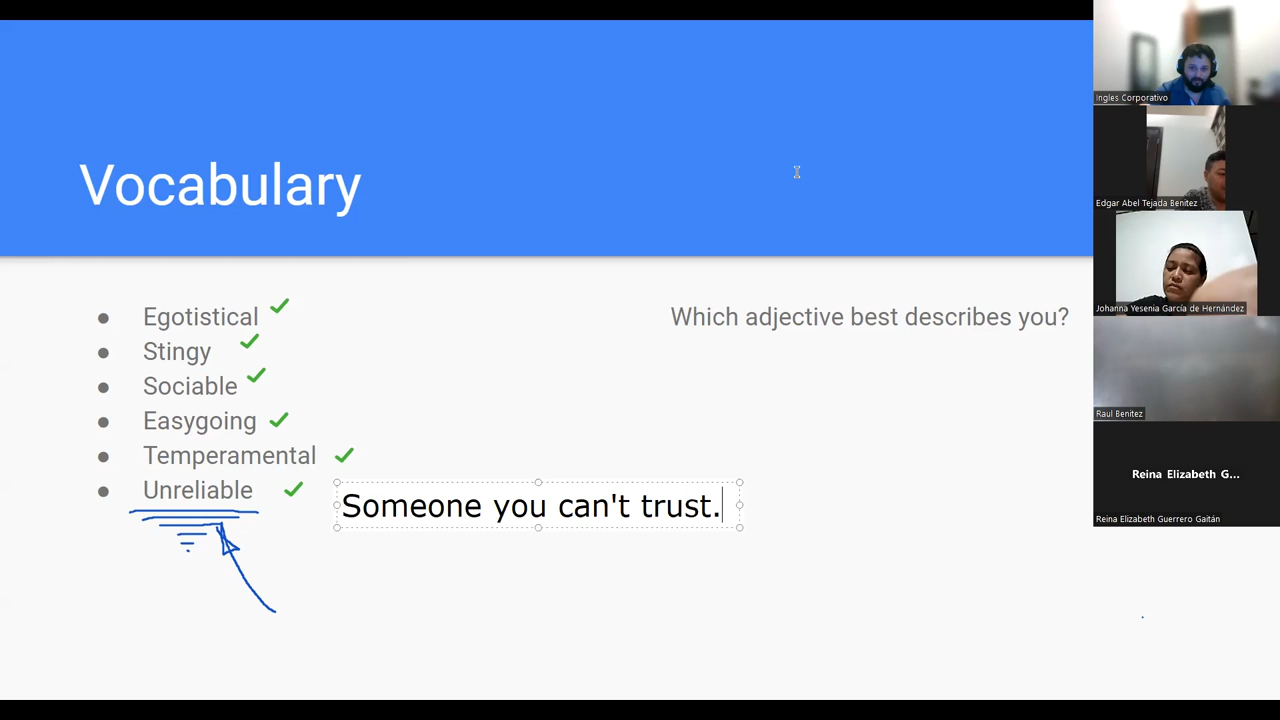 Vocabulary
Egotistical
Stingy
Sociable
Easygoing
Temperamental
Unreliable
Someone you can't trust.
Which adjective best describes you?
Ingles Corporativo
Edgar Abel Tejada Benitez
Johanna Yesenia García de Hernández
Raul Benitez
Reina Elizabeth G...
Reina Elizabeth Guerrero Gaitán